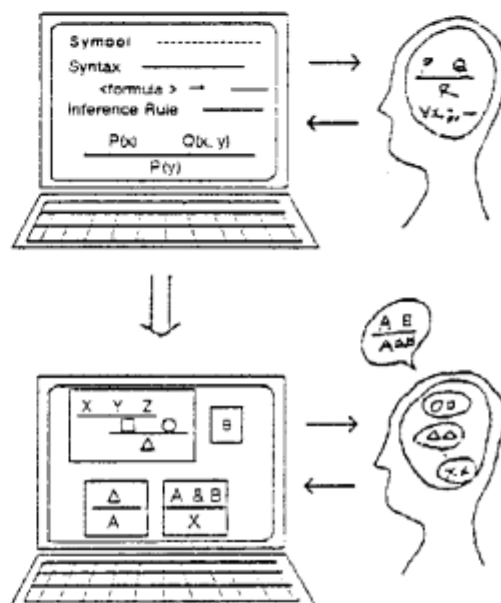 Symbol
Syntax
<formula> →
Inference Rule
P(x) Q(x, y)
P(y)
P Q
R
A B
A&B
X Y Z
□ ○
△
B
△
A
A & B
X
□□
△△
X X